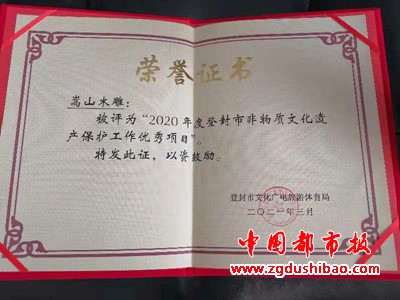 荣誉证书
嵩山木雕：
被评为“2020年度登封市非物质文化遗
产保护工作优秀项目”。
特发此证，以资鼓励。
登封市文化广电旅游体育局
二〇二一年三月
中国都市报
www.zgdushibao.com